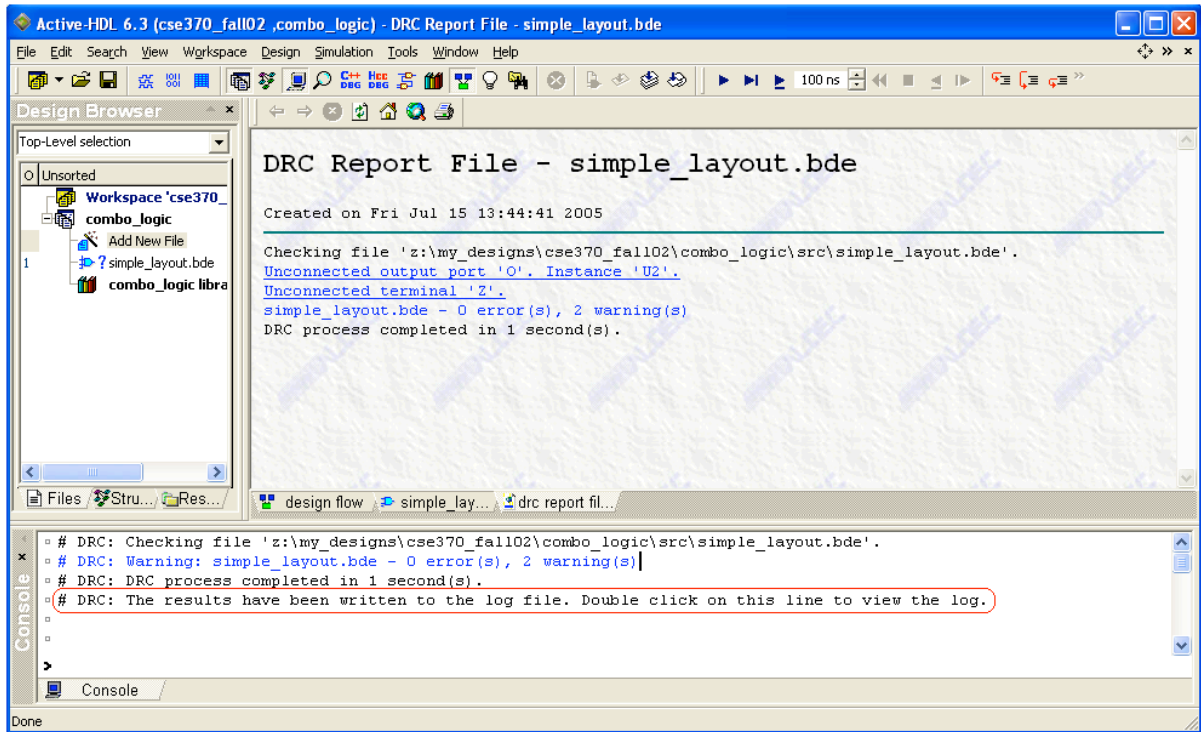 Active-HDL 6.3 (cse370_fall02 ,combo_logic) - DRC Report File - simple_layout.bde
File Edit Search View Workspace Design Simulation Tools Window Help
C++ DBG
HCC DBG
100 ns
Design Browser
Top-Level selection
O Unsorted
Workspace 'cse370_
combo_logic
Add New File
1 ? simple_layout.bde
combo_logic libra
Files Stru... Res...
DRC Report File - simple_layout.bde
Created on Fri Jul 15 13:44:41 2005
Checking file 'z:\my_designs\cse370_fall02\combo_logic\src\simple_layout.bde'.
Unconnected output port 'O'. Instance 'U2'.
Unconnected terminal 'Z'.
simple_layout.bde - 0 error(s), 2 warning(s)
DRC process completed in 1 second(s).
design flow simple_lay... drc report fil...
# DRC: Checking file 'z:\my_designs\cse370_fall02\combo_logic\src\simple_layout.bde'.
# DRC: Warning: simple_layout.bde - 0 error(s), 2 warning(s)
# DRC: DRC process completed in 1 second(s).
# DRC: The results have been written to the log file. Double click on this line to view the log.
>
Console
Console
Done